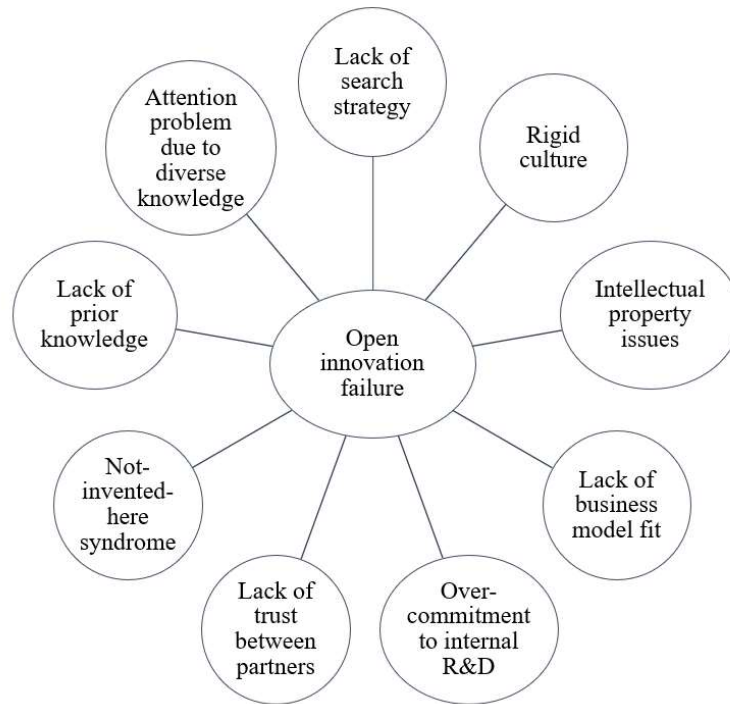 Lack of
search
strategy
Rigid
culture
Intellectual
property
issues
Lack of
business
model fit
Over-
commitment
to internal
R&D
Lack of
trust
between
partners
Not-
invented-
here
syndrome
Lack of
prior
knowledge
Attention
problem
due to
diverse
knowledge
Open
innovation
failure